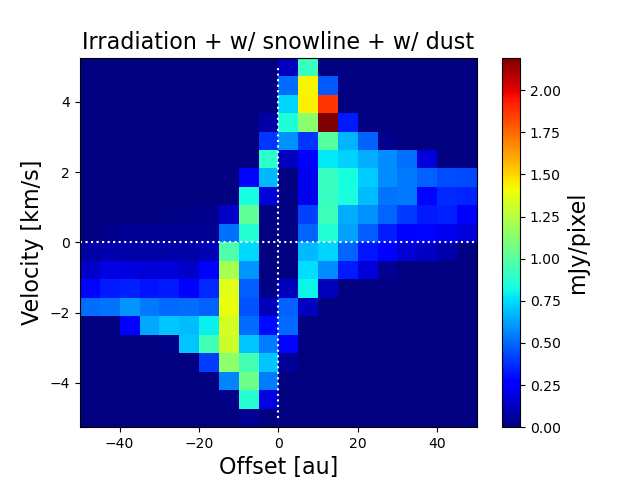 Irradiation + w/ snowline + w/ dust
Velocity [km/s]
4
2
0
−2
−4
−40 −20 0 20 40
Offset [au]
2.00
1.75
1.50
1.25
1.00
0.75
0.50
0.25
0.00
mJy/pixel